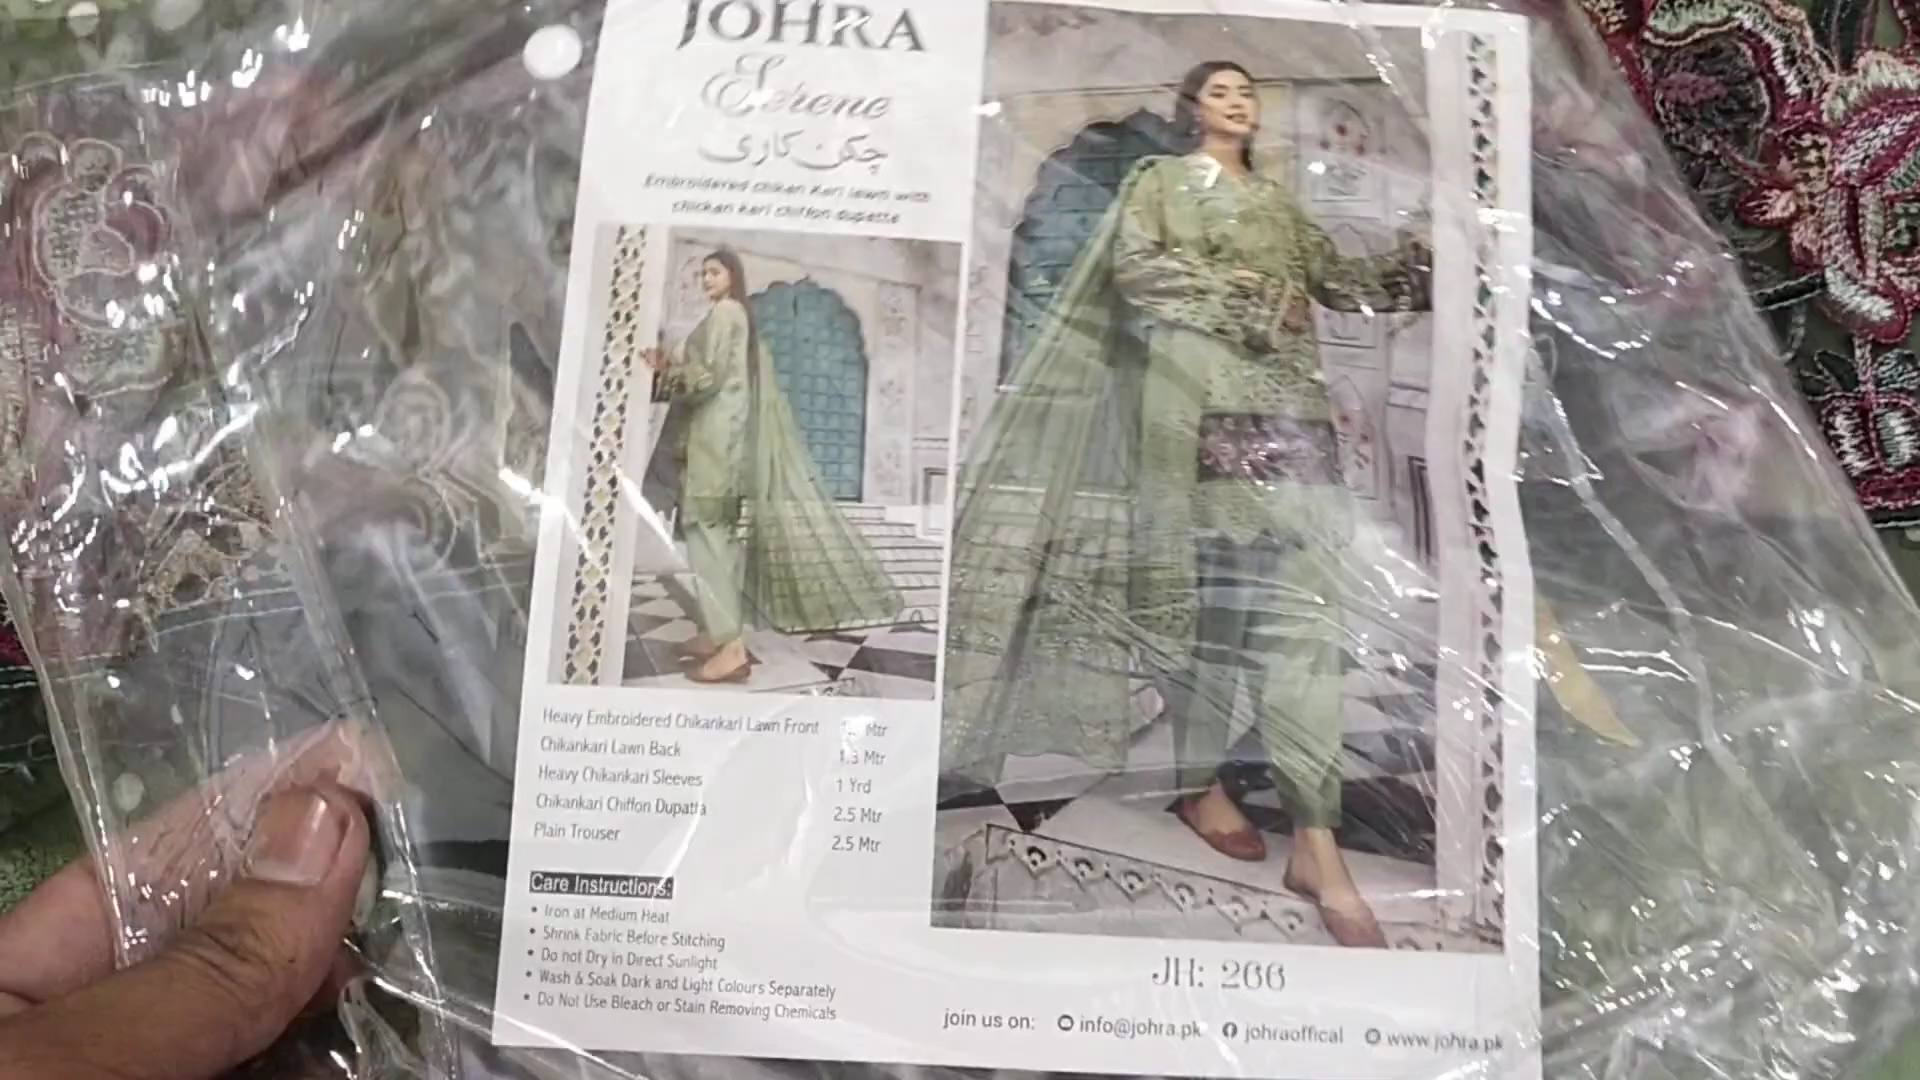 JOHRA
Serene
چکن کاری
Embroidered chikan kari lawn with
chickan kari chiffon dupatta
Heavy Embroidered Chikankari Lawn Front Mtr
Chikankari Lawn Back 1.3 Mtr
Heavy Chikankari Sleeves 1 Yrd
Chikankari Chiffon Dupatta 2.5 Mtr
Plain Trouser 2.5 Mtr
Care Instructions:
• Iron at Medium Heat
• Shrink Fabric Before Stitching
• Do not Dry in Direct Sunlight
• Wash & Soak Dark and Light Colours Separately
• Do Not Use Bleach or Stain Removing Chemicals
JH: 266
join us on: info@johra.pk johraoffical www.johra.pk